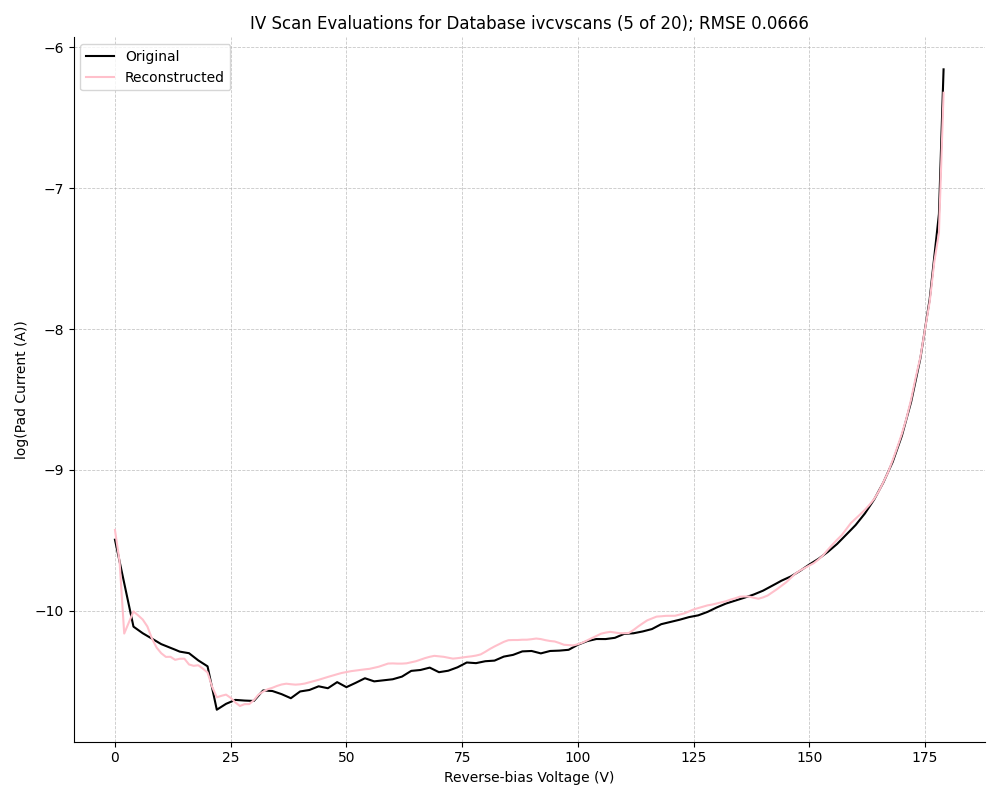 IV Scan Evaluations for Database ivcvscans (5 of 20); RMSE 0.0666
Original
Reconstructed
log(Pad Current (A))
−6
−7
−8
−9
−10
0
25
50
75
100
125
150
175
Reverse-bias Voltage (V)